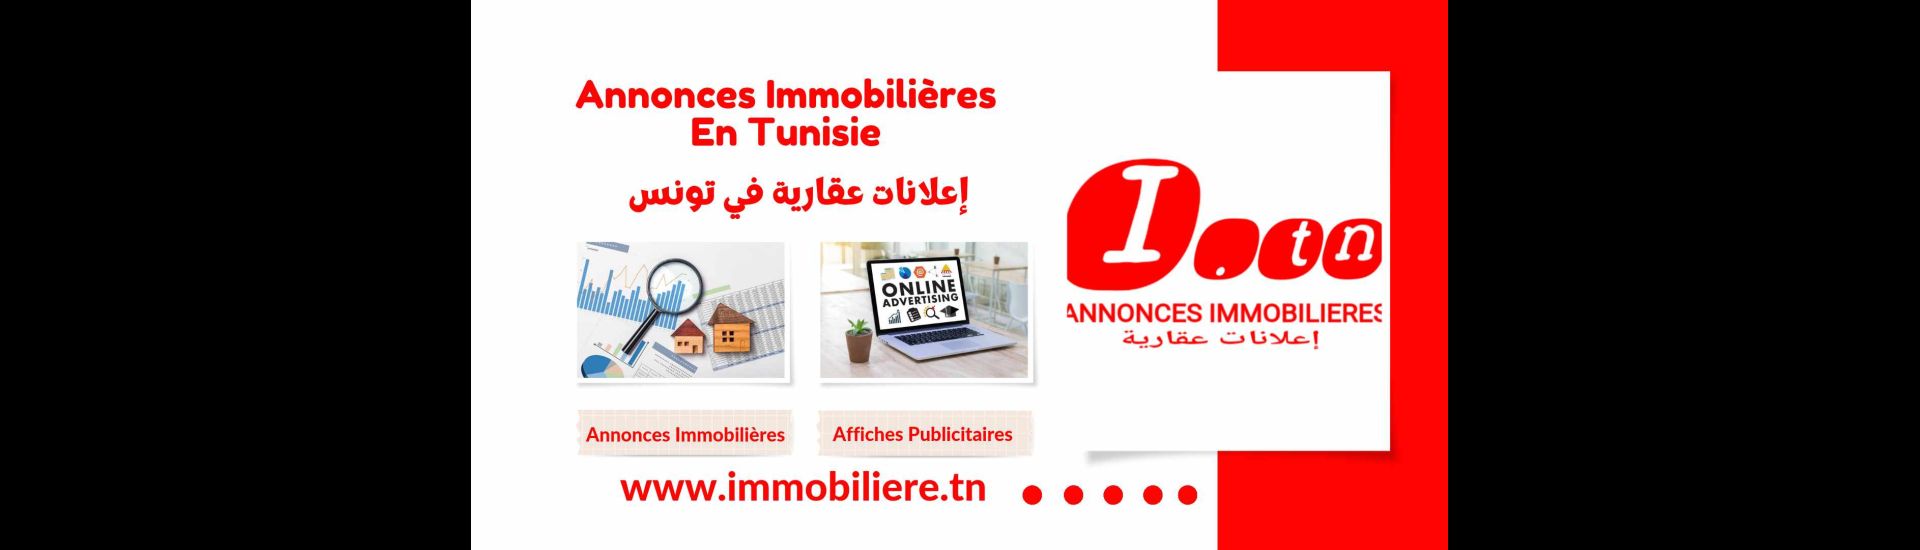 Annonces Immobilières
En Tunisie
إعلانات عقارية في تونس
ONLINE
ADVERTISING
Annonces Immobilières
Affiches Publicitaires
www.immobiliere.tn
I.tn
ANNONCES IMMOBILIERES
إعلانات عقارية